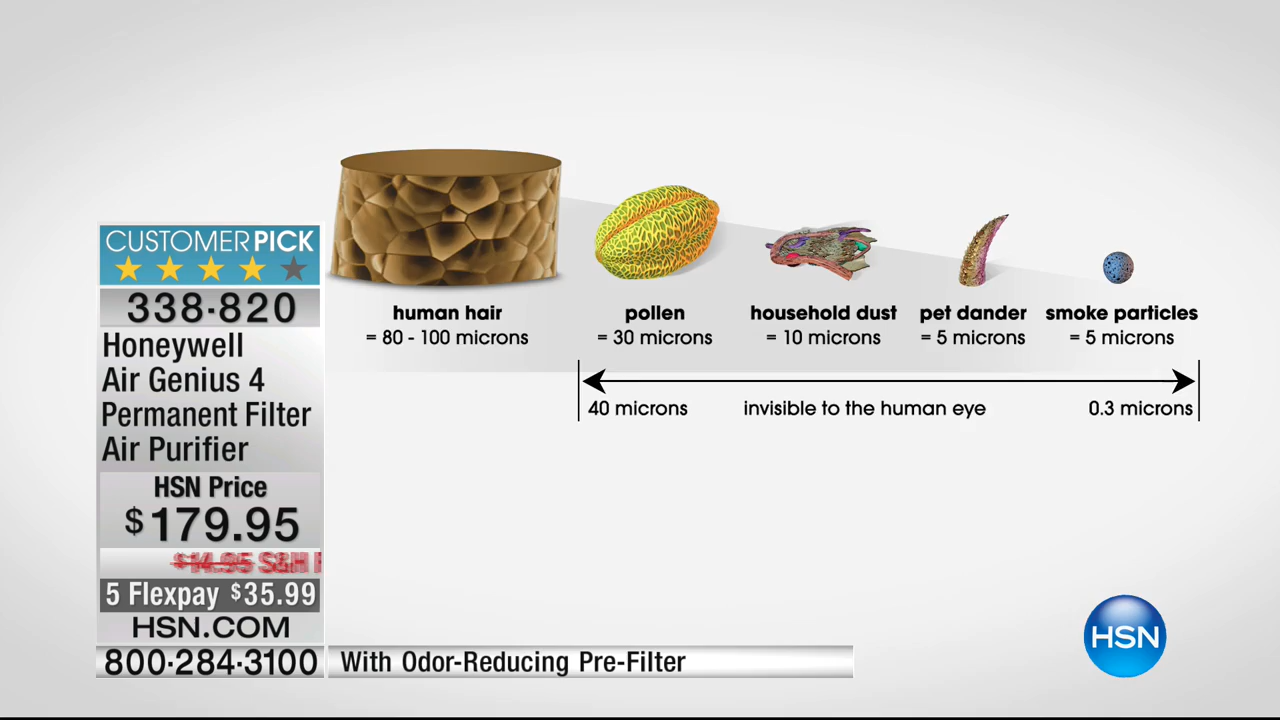 CUSTOMER PICK
338·820
Honeywell
Air Genius 4
Permanent Filter
Air Purifier
HSN Price
$179.95
$14.95 S&H F
5 Flexpay $35.99
HSN.COM
800·284·3100
With Odor-Reducing Pre-Filter
human hair
= 80 - 100 microns
pollen
= 30 microns
household dust
= 10 microns
pet dander
= 5 microns
smoke particles
= 5 microns
40 microns
invisible to the human eye
0.3 microns
HSN